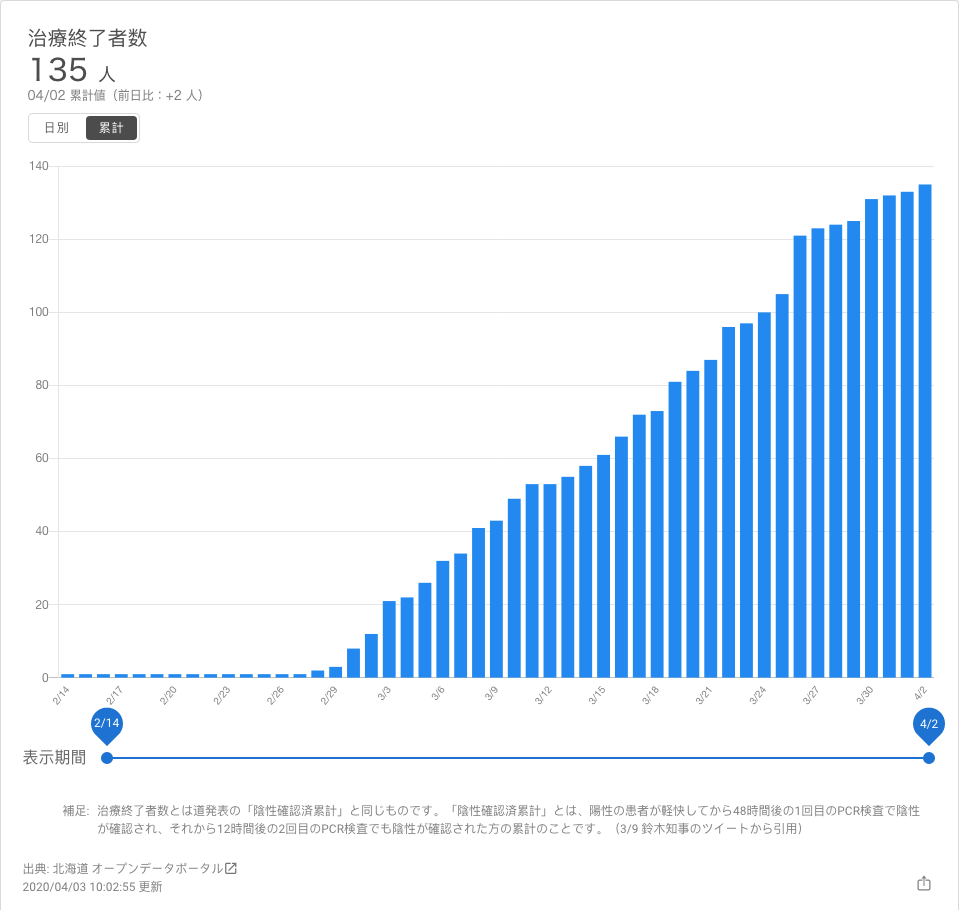 治療終了者数
135 人
04/02 累計値（前日比：+2 人）
日別 累計
140
120
100
80
60
40
20
0
2/14 2/17 2/20 2/23 2/26 2/29 3/3 3/6 3/9 3/12 3/15 3/18 3/21 3/24 3/27 3/30 4/2
2/14 4/2
表示期間
補足: 治療終了者数とは道発表の「陰性確認済累計」と同じものです。「陰性確認済累計」とは、陽性の患者が軽快してから48時間後の1回目のPCR検査で陰性
が確認され、それから12時間後の2回目のPCR検査でも陰性が確認された方の累計のことです。（3/9 鈴木知事のツイートから引用）
出典: 北海道 オープンデータポータル
2020/04/03 10:02:55 更新